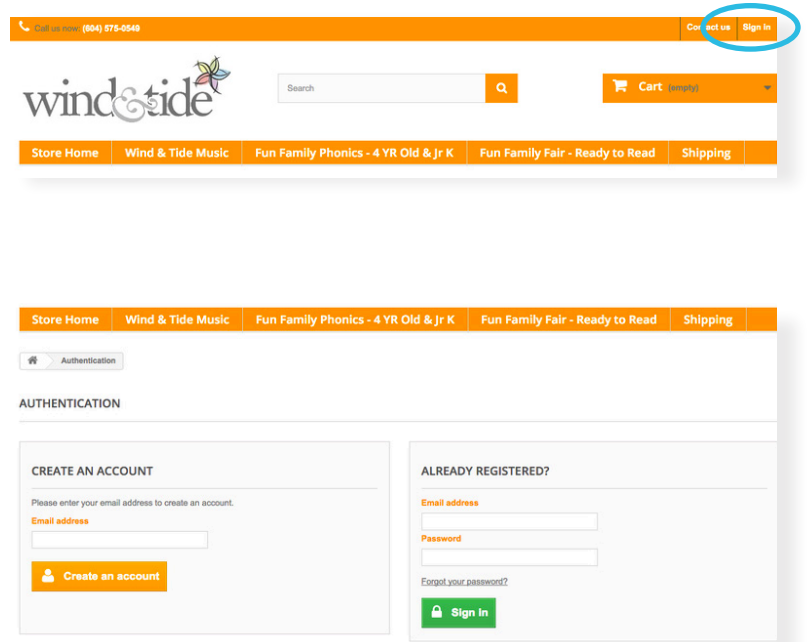 Call us now: (604) 575-0549 Contact us Sign in
wind&tide
Search
Cart (empty)
Store Home Wind & Tide Music Fun Family Phonics - 4 YR Old & Jr K Fun Family Fair - Ready to Read Shipping
Store Home Wind & Tide Music Fun Family Phonics - 4 YR Old & Jr K Fun Family Fair - Ready to Read Shipping
Authentication
AUTHENTICATION
CREATE AN ACCOUNT
Please enter your email address to create an account.
Email address
Create an account
ALREADY REGISTERED?
Email address
Password
Forgot your password?
Sign in